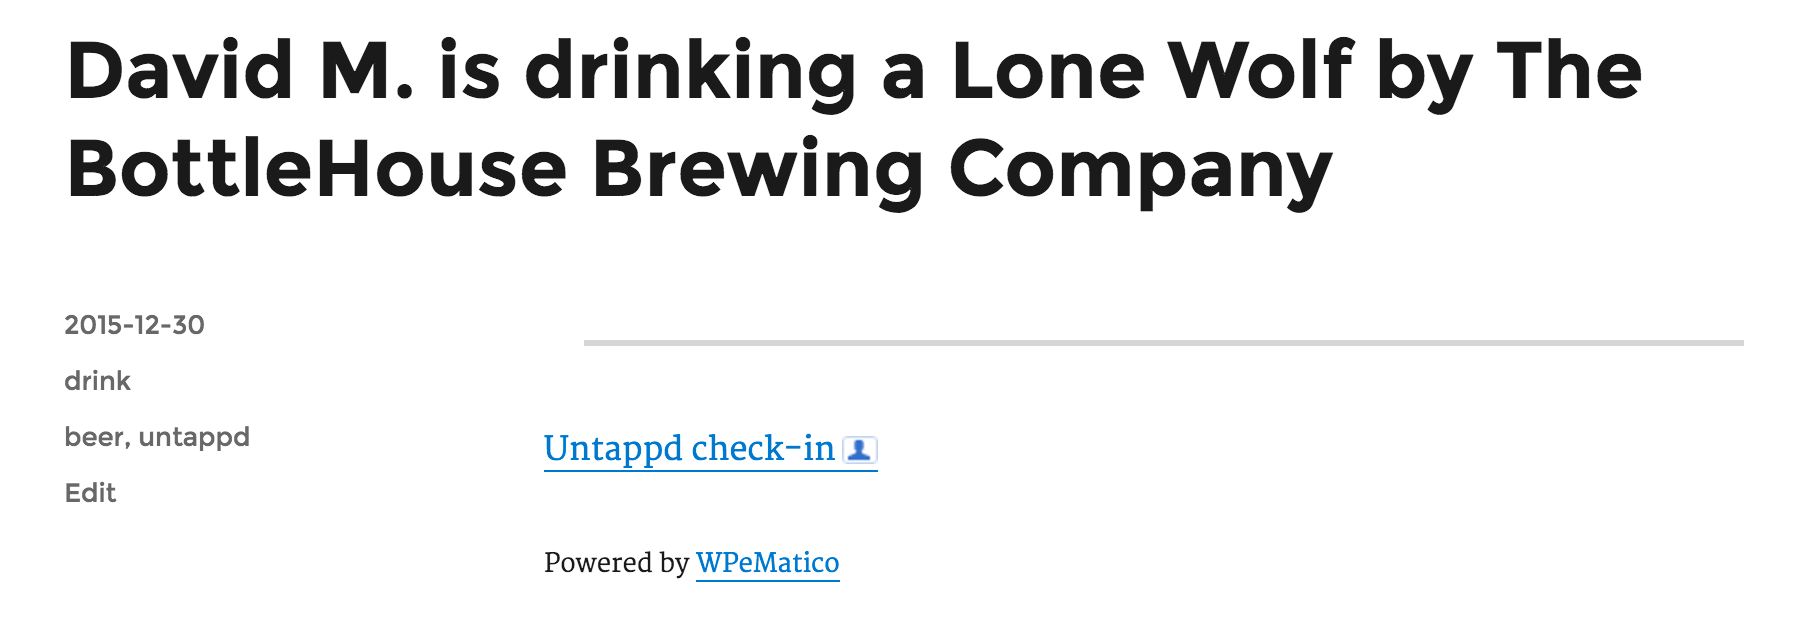 David M. is drinking a Lone Wolf by The
BottleHouse Brewing Company
2015-12-30
drink
beer, untappd
Edit
Untappd check-in
Powered by WPeMatico